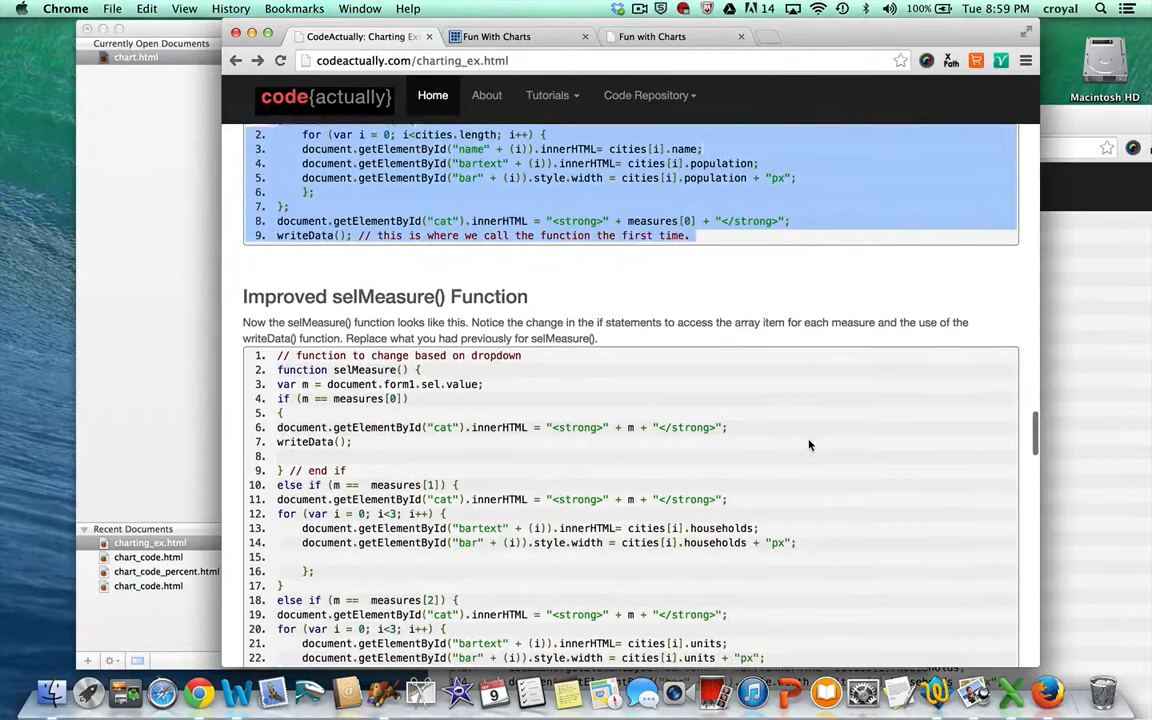 Chrome File Edit View History Bookmarks Window Help 14 100% Tue 8:59 PM croyal
Currently Open Documents
chart.html
CodeActually: Charting Ex
Fun With Charts
Fun with Charts
codeactually.com/charting_ex.html
X
Path
Macintosh HD
code{actually} Home About Tutorials Code Repository
2. for (var i = 0; i<cities.length; i++) {
3. document.getElementById("name" + (i)).innerHTML= cities[i].name;
4. document.getElementById("bartext" + (i)).innerHTML= cities[i].population;
5. document.getElementById("bar" + (i)).style.width = cities[i].population + "px";
6. };
7. };
8. document.getElementById("cat").innerHTML = "<strong>" + measures[0] + "</strong>";
9. writeData(); // this is where we call the function the first time.
Improved selMeasure() Function
Now the selMeasure() function looks like this. Notice the change in the if statements to access the array item for each measure and the use of the
writeData() function. Replace what you had previously for selMeasure().
1. // function to change based on dropdown
2. function selMeasure() {
3. var m = document.form1.sel.value;
4. if (m == measures[0])
5. {
6. document.getElementById("cat").innerHTML = "<strong>" + m + "</strong>";
7. writeData();
8.
9. } // end if
10. else if (m == measures[1]) {
11. document.getElementById("cat").innerHTML = "<strong>" + m + "</strong>";
12. for (var i = 0; i<3; i++) {
13. document.getElementById("bartext" + (i)).innerHTML= cities[i].households;
14. document.getElementById("bar" + (i)).style.width = cities[i].households + "px";
15.
16. };
17. }
18. else if (m == measures[2]) {
19. document.getElementById("cat").innerHTML = "<strong>" + m + "</strong>";
20. for (var i = 0; i<3; i++) {
21. document.getElementById("bartext" + (i)).innerHTML= cities[i].units;
22. document.getElementById("bar" + (i)).style.width = cities[i].units + "px";
Recent Documents
charting_ex.html
chart_code.html
chart_code_percent.html
chart_code.html